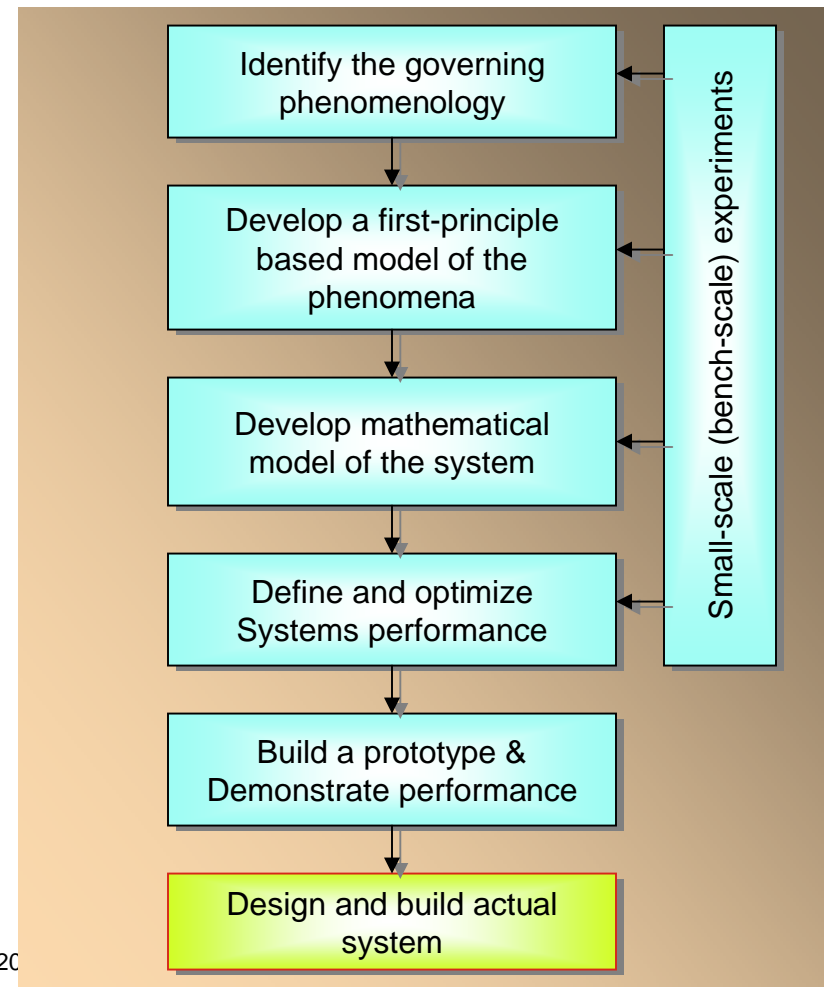 Identify the governing
phenomenology
Develop a first-principle
based model of the
phenomena
Develop mathematical
model of the system
Define and optimize
Systems performance
Build a prototype &
Demonstrate performance
Design and build actual
system
Small-scale (bench-scale) experiments
20